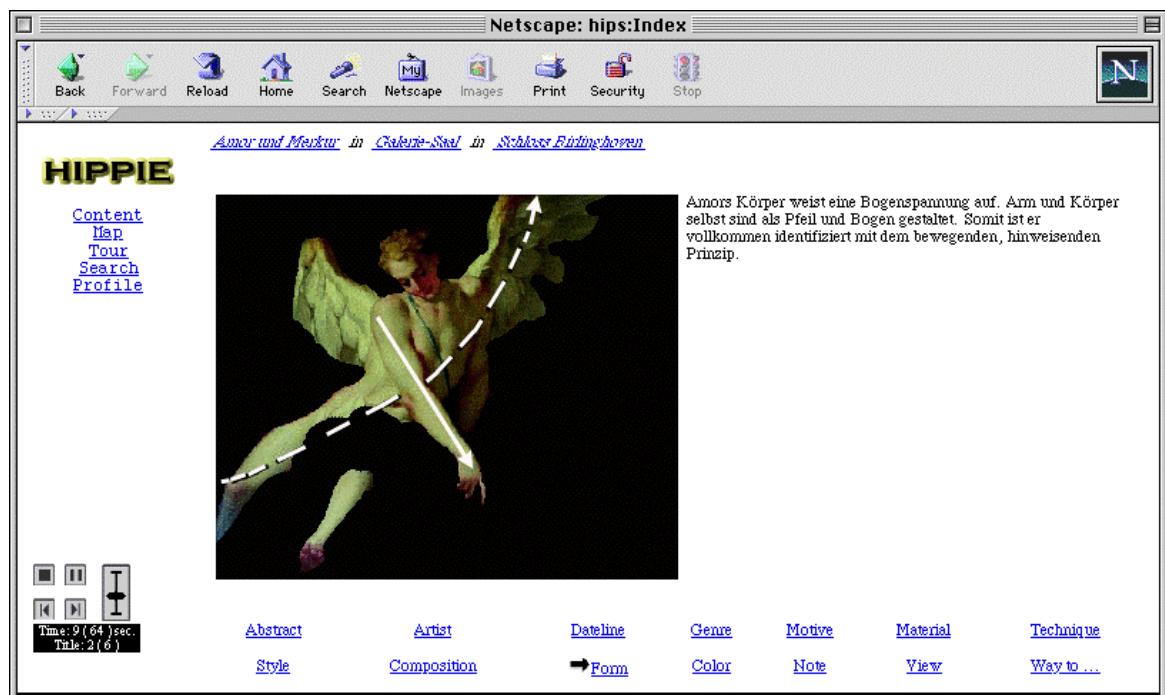 Netscape: hips:Index
Back Forward Reload Home Search Netscape Images Print Security Stop
My
N
Amor und Merkur in Galerie-Saal in Schloss Birlinghoven
HIPPIE
Content
Map
Tour
Search
Profile
Amors Körper weist eine Bogenspannung auf. Arm und Körper
selbst sind als Pfeil und Bogen gestaltet. Somit ist er
vollkommen identifiziert mit dem bewegenden, hinweisenden
Prinzip.
Time: 9 ( 64 ) sec.
Title: 2 ( 6 )
Abstract Artist Dateline Genre Motive Material Technique
Style Composition Form Color Note View Way to ...